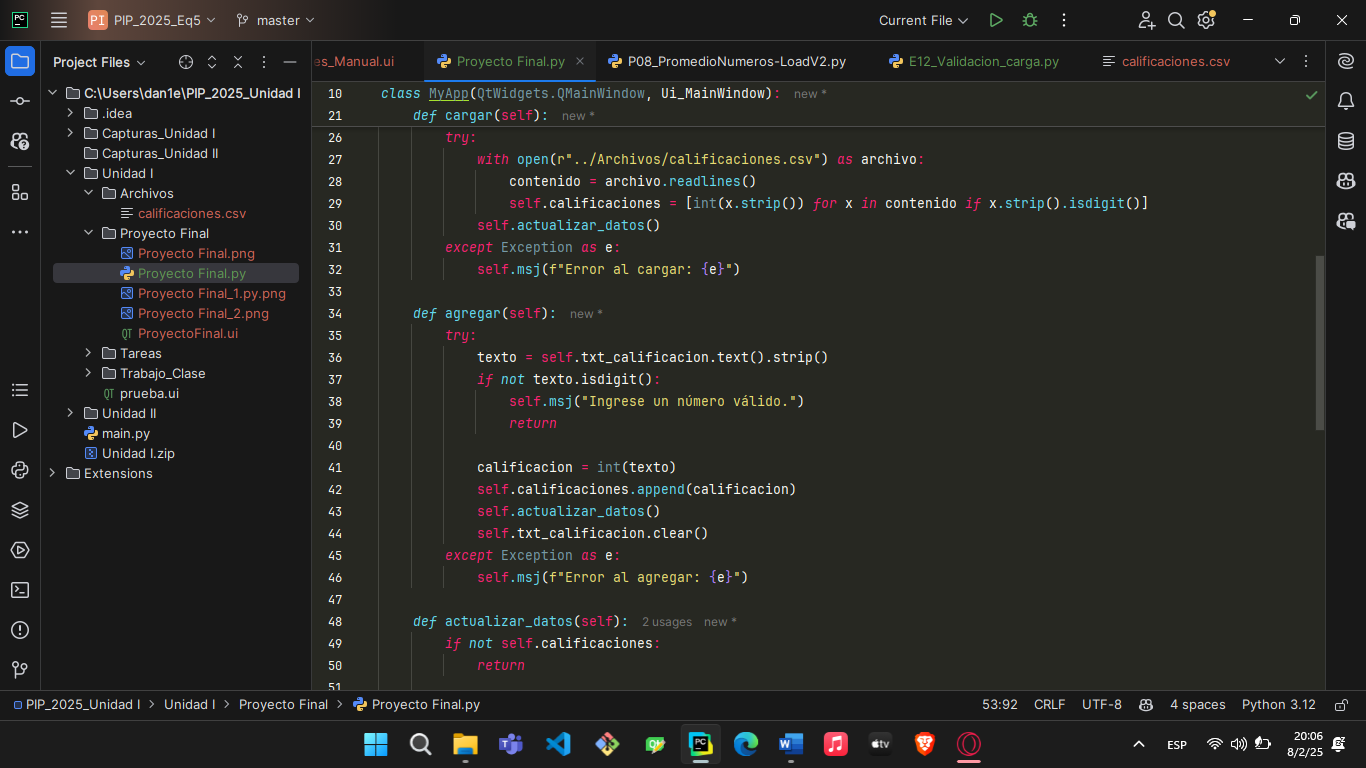 PC
PI PIP_2025_Eq5
master
Current File
Project Files
C:\Users\dan1e\PIP_2025_Unidad I
.idea
Capturas_Unidad I
Capturas_Unidad II
Unidad I
Archivos
calificaciones.csv
Proyecto Final
Proyecto Final.png
Proyecto Final.py
Proyecto Final_1.py.png
Proyecto Final_2.png
QT ProyectoFinal.ui
Tareas
Trabajo_Clase
QT prueba.ui
Unidad II
main.py
Unidad I.zip
Extensions
es_Manual.ui
Proyecto Final.py
P08_PromedioNumeros-LoadV2.py
E12_Validacion_carga.py
calificaciones.csv
10 class MyApp(QtWidgets.QMainWindow, Ui_MainWindow): new *
21 def cargar(self): new *
26 try:
27 with open(r"../Archivos/calificaciones.csv") as archivo:
28 contenido = archivo.readlines()
29 self.calificaciones = [int(x.strip()) for x in contenido if x.strip().isdigit()]
30 self.actualizar_datos()
31 except Exception as e:
32 self.msj(f"Error al cargar: {e}")
33
34 def agregar(self): new *
35 try:
36 texto = self.txt_calificacion.text().strip()
37 if not texto.isdigit():
38 self.msj("Ingrese un número válido.")
39 return
40
41 calificacion = int(texto)
42 self.calificaciones.append(calificacion)
43 self.actualizar_datos()
44 self.txt_calificacion.clear()
45 except Exception as e:
46 self.msj(f"Error al agregar: {e}")
47
48 def actualizar_datos(self): 2 usages new *
49 if not self.calificaciones:
50 return
51
PIP_2025_Unidad I > Unidad I > Proyecto Final > Proyecto Final.py
53:92 CRLF UTF-8 4 spaces Python 3.12
PC
tv
ESP
20:06
8/2/25